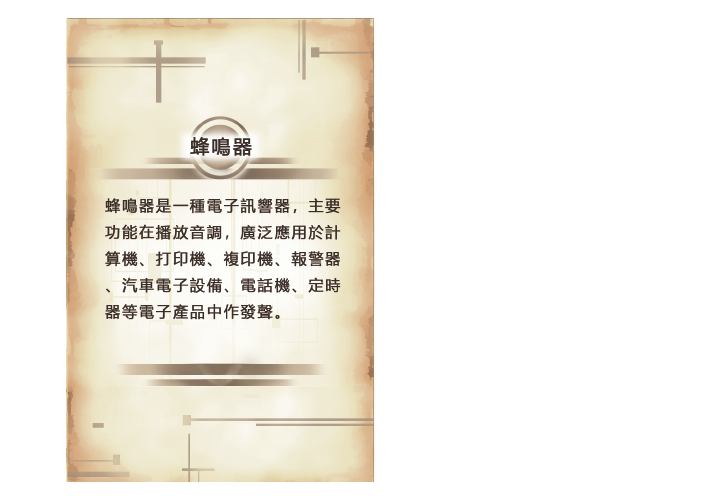 蜂鳴器
蜂鳴器是一種電子訊響器，主要
功能在播放音調，廣泛應用於計
算機、打印機、複印機、報警器
、汽車電子設備、電話機、定時
器等電子產品中作發聲。